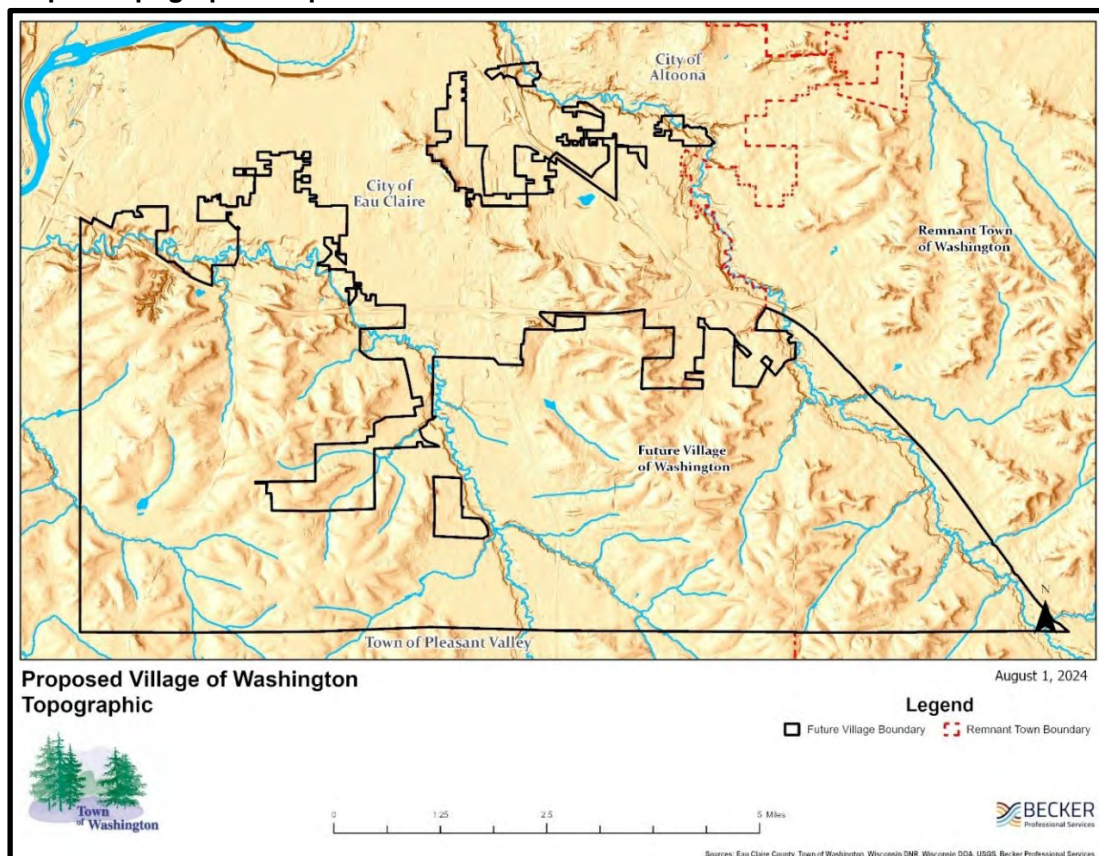 City of
Altoona
City of
Eau Claire
Remnant Town
of Washington
Future Village
of Washington
N
Town of Pleasant Valley
Proposed Village of Washington
Topographic
August 1, 2024
Legend
Future Village Boundary
Remnant Town Boundary
Town
of Washington
0 1.25 2.5 5 Miles
BECKER
Professional Services
Sources: Eau Claire County, Town of Washington, Wisconsin DNR, Wisconsin DOA, USGS, Becker Professional Services